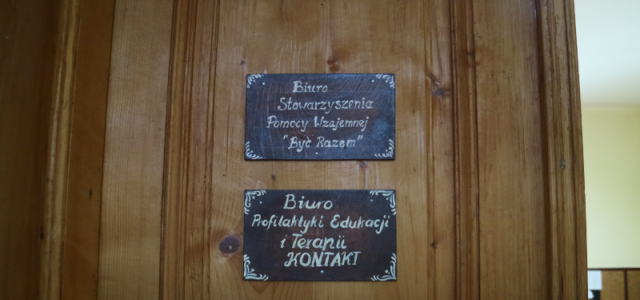 Biuro
Stowarzyszenia
Pomocy Wzajemnej
"Być Razem"
Biuro
Profilaktyki Edukacji
i Terapii
KONTAKT